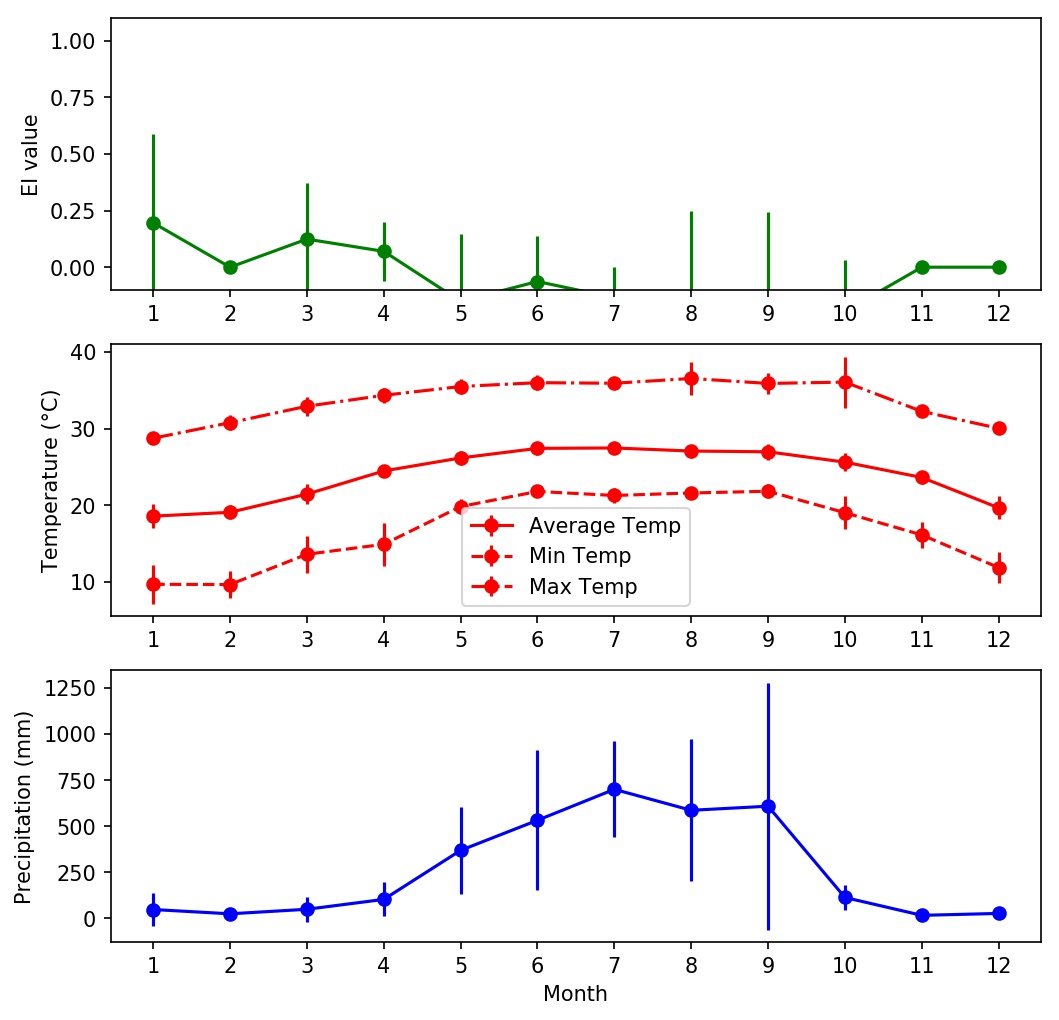 EI value
1.00
0.75
0.50
0.25
0.00
1 2 3 4 5 6 7 8 9 10 11 12
Temperature (°C)
40
30
20
10
Average Temp
Min Temp
Max Temp
1 2 3 4 5 6 7 8 9 10 11 12
Precipitation (mm)
1250
1000
750
500
250
0
1 2 3 4 5 6 7 8 9 10 11 12
Month